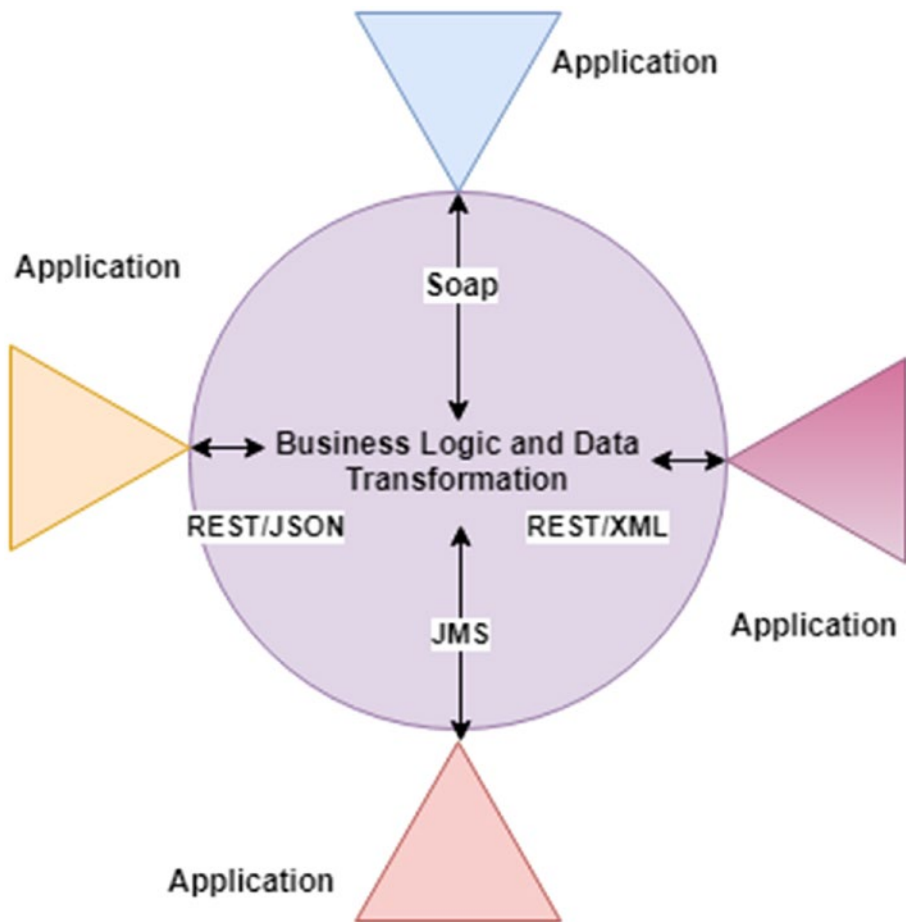 Application
Application
Soap
Business Logic and Data
Transformation
REST/JSON
REST/XML
JMS
Application
Application